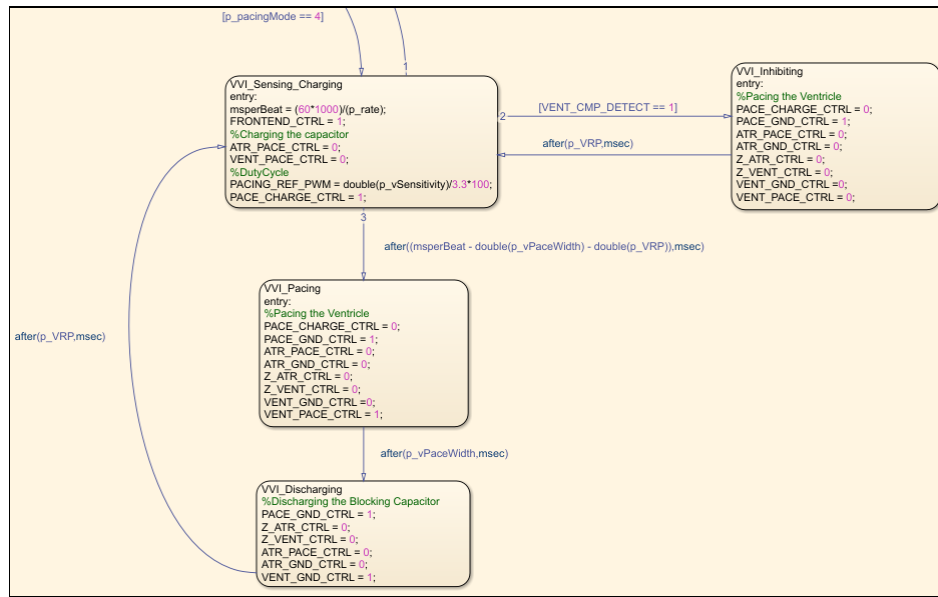 [p_pacingMode == 4]
1
VVI_Sensing_Charging
entry:
msperBeat = (60*1000)/(p_rate);
FRONTEND_CTRL = 1;
%Charging the capacitor
ATR_PACE_CTRL = 0;
VENT_PACE_CTRL = 0;
%DutyCycle
PACING_REF_PWM = double(p_vSensitivity)/3.3*100;
PACE_CHARGE_CTRL = 1;
2
[VENT_CMP_DETECT == 1]
after(p_VRP,msec)
VVI_Inhibiting
entry:
%Pacing the Ventricle
PACE_CHARGE_CTRL = 0;
PACE_GND_CTRL = 1;
ATR_PACE_CTRL = 0;
ATR_GND_CTRL = 0;
Z_ATR_CTRL = 0;
Z_VENT_CTRL = 0;
VENT_GND_CTRL =0;
VENT_PACE_CTRL = 0;
3
after((msperBeat - double(p_vPaceWidth) - double(p_VRP)),msec)
VVI_Pacing
entry:
%Pacing the Ventricle
PACE_CHARGE_CTRL = 0;
PACE_GND_CTRL = 1;
ATR_PACE_CTRL = 0;
ATR_GND_CTRL = 0;
Z_ATR_CTRL = 0;
Z_VENT_CTRL = 0;
VENT_GND_CTRL =0;
VENT_PACE_CTRL = 1;
after(p_VRP,msec)
after(p_vPaceWidth,msec)
VVI_Discharging
%Discharging the Blocking Capacitor
PACE_GND_CTRL = 1;
Z_ATR_CTRL = 0;
Z_VENT_CTRL = 0;
ATR_PACE_CTRL = 0;
ATR_GND_CTRL = 0;
VENT_GND_CTRL = 1;